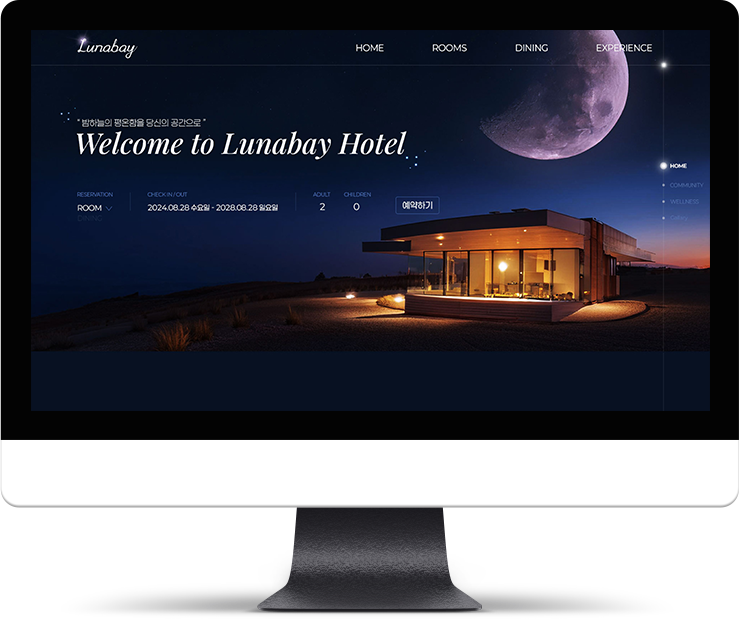 Lunabay
HOME ROOMS DINING EXPERIENCE
" 밤하늘의 평온함을 당신의 공간으로 "
Welcome to Lunabay Hotel
HOME
COMMUNITY
WELLNESS
RESERVATION CHECK IN / OUT ADULT CHILDREN
ROOM 2024.08.28 수요일 - 2028.08.28 일요일 2 0 예약하기
DINING